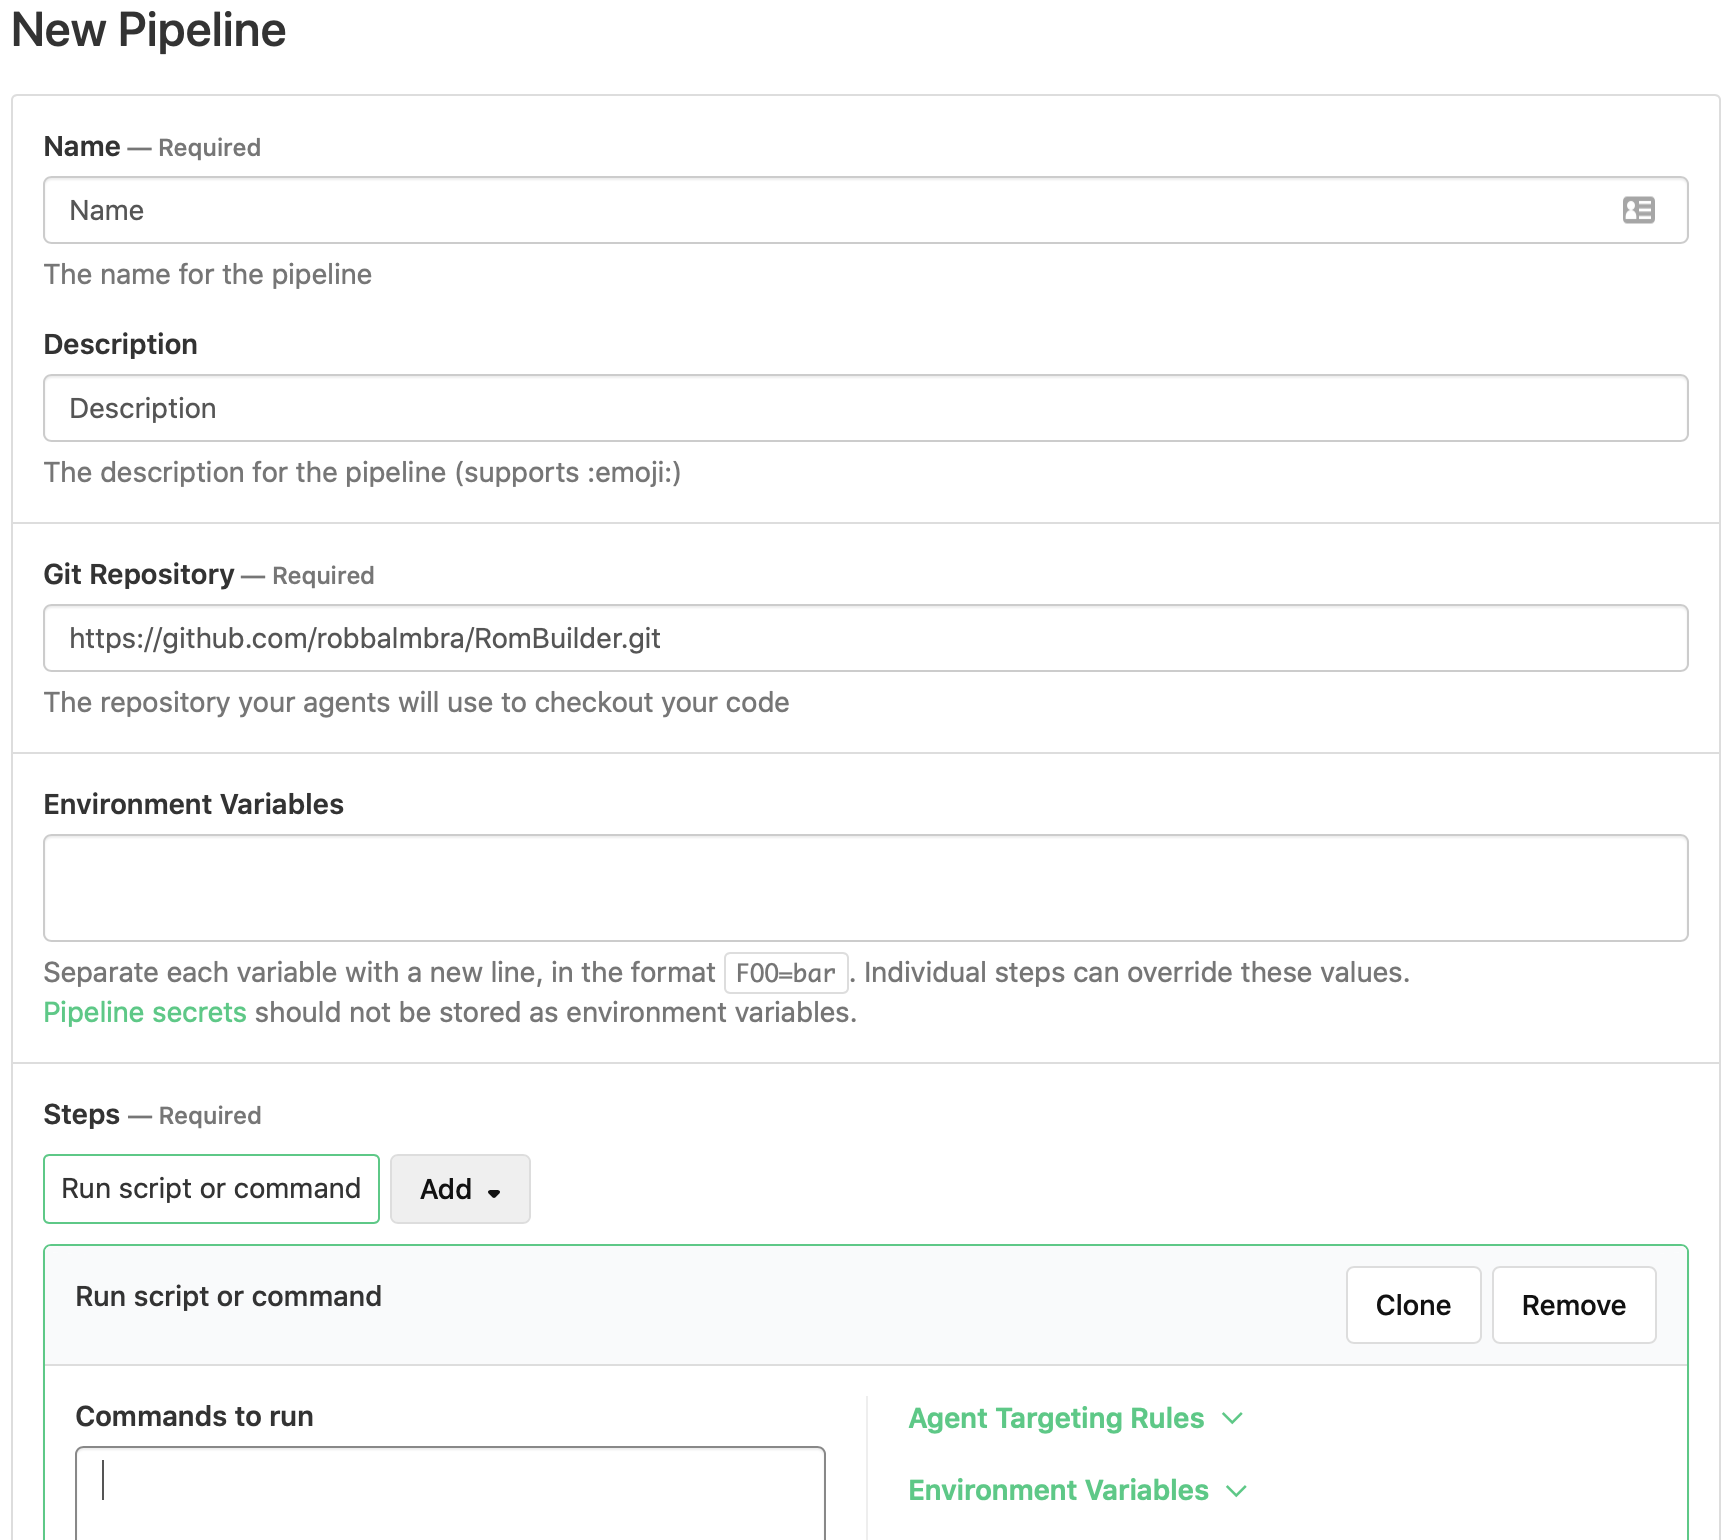 New Pipeline
Name — Required
Name
The name for the pipeline
Description
Description
The description for the pipeline (supports :emoji:)
Git Repository — Required
https://github.com/robbalmbra/RomBuilder.git
The repository your agents will use to checkout your code
Environment Variables
Separate each variable with a new line, in the format FOO=bar. Individual steps can override these values.
Pipeline secrets should not be stored as environment variables.
Steps — Required
Run script or command Add
Run script or command Clone Remove
Commands to run
Agent Targeting Rules
Environment Variables